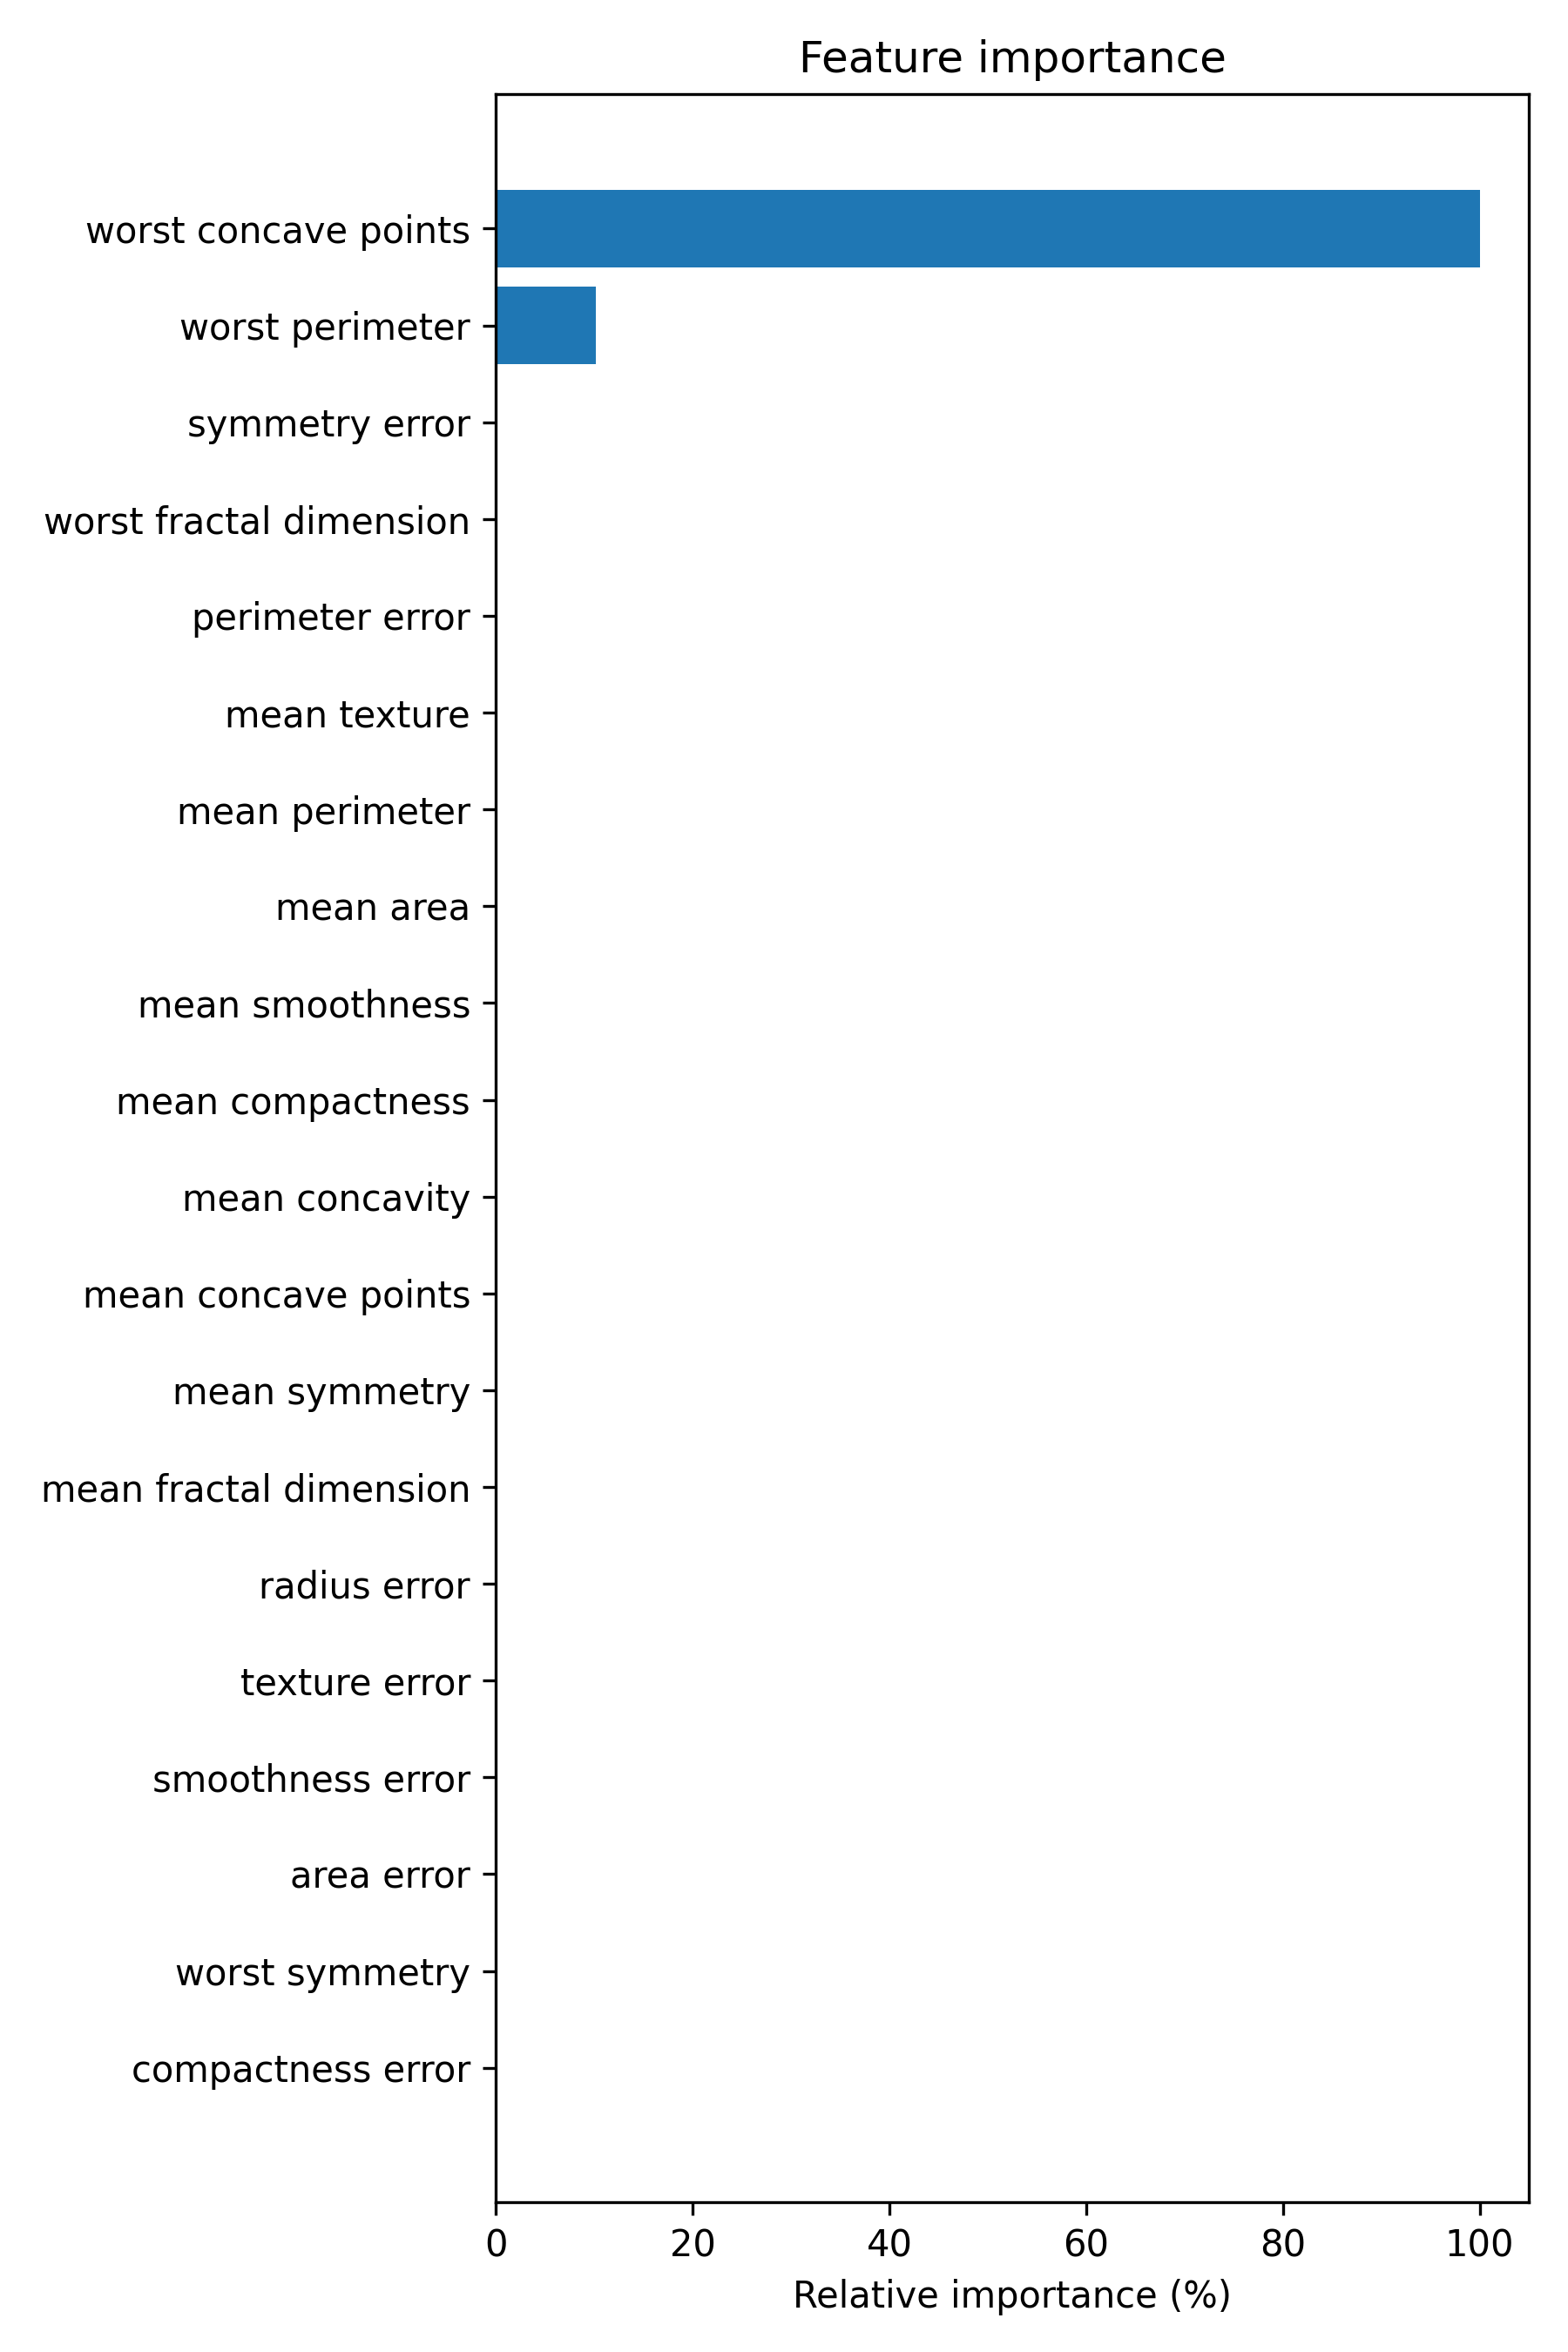 Feature importance
worst concave points
worst perimeter
symmetry error
worst fractal dimension
perimeter error
mean texture
mean perimeter
mean area
mean smoothness
mean compactness
mean concavity
mean concave points
mean symmetry
mean fractal dimension
radius error
texture error
smoothness error
area error
worst symmetry
compactness error
0 20 40 60 80 100
Relative importance (%)